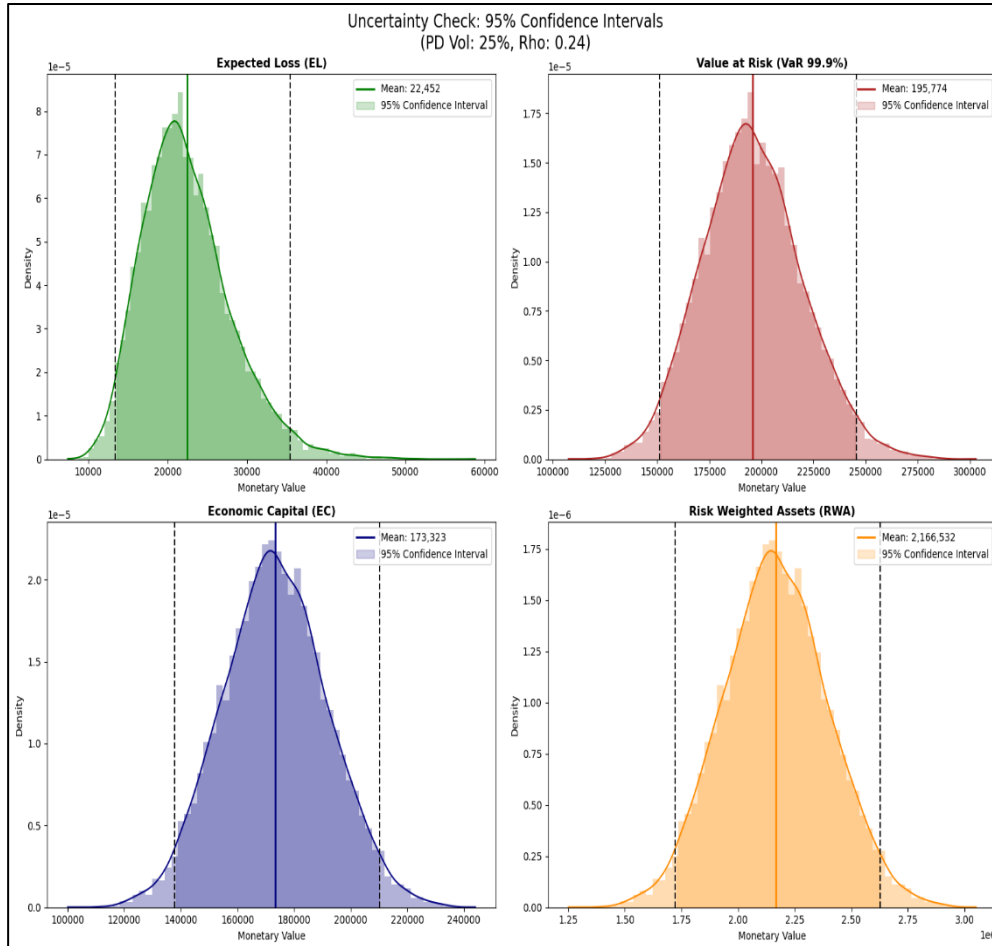 Uncertainty Check: 95% Confidence Intervals
(PD Vol: 25%, Rho: 0.24)
Expected Loss (EL)
1e−5
Mean: 22,452
95% Confidence Interval
Density
8
7
6
5
4
3
2
1
0
10000 20000 30000 40000 50000 60000
Monetary Value
Value at Risk (VaR 99.9%)
1e−5
Mean: 195,774
95% Confidence Interval
Density
1.75
1.50
1.25
1.00
0.75
0.50
0.25
0.00
100000 125000 150000 175000 200000 225000 250000 275000 300000
Monetary Value
Economic Capital (EC)
1e−5
Mean: 173,323
95% Confidence Interval
Density
2.0
1.5
1.0
0.5
0.0
100000 120000 140000 160000 180000 200000 220000 240000
Monetary Value
Risk Weighted Assets (RWA)
1e−6
Mean: 2,166,532
95% Confidence Interval
Density
1.75
1.50
1.25
1.00
0.75
0.50
0.25
0.00
1.25 1.50 1.75 2.00 2.25 2.50 2.75 3.00
Monetary Value